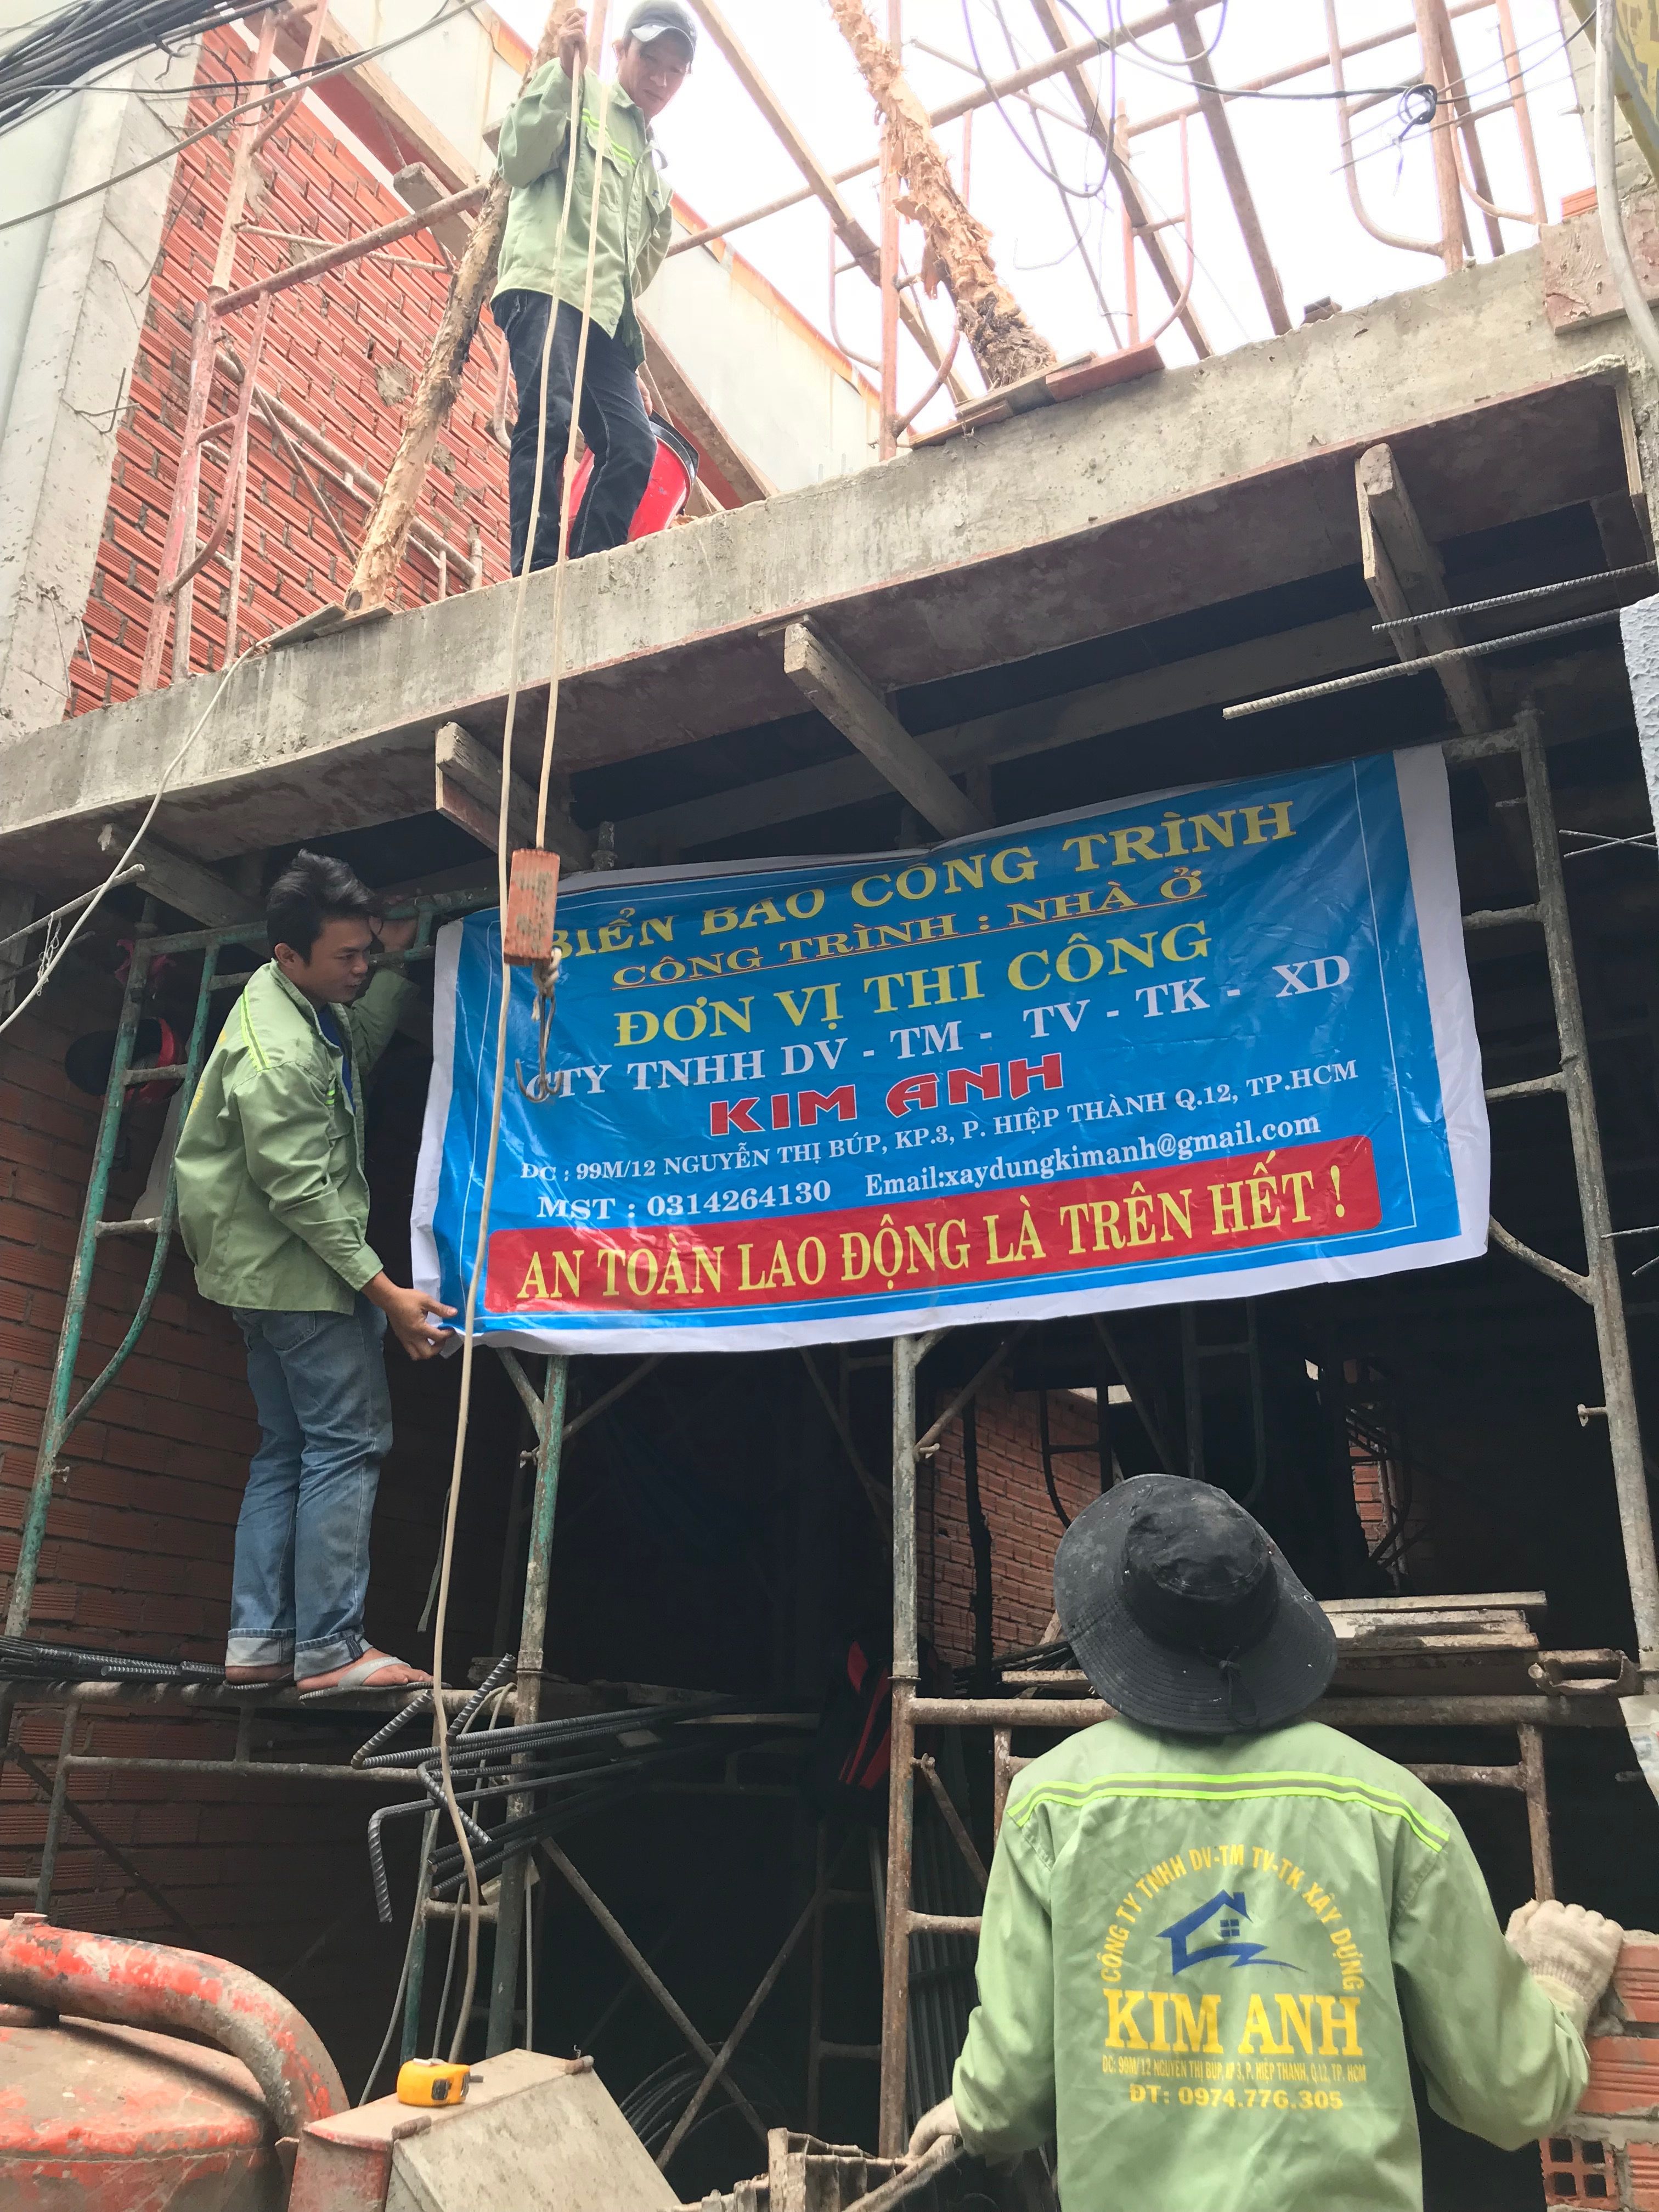 BIỂN BÁO CÔNG TRÌNH
CÔNG TRÌNH : NHÀ Ở
ĐƠN VỊ THI CÔNG
CTY TNHH DV - TM - TV - TK - XD
KIM ANH
ĐC : 99M/12 NGUYỄN THỊ BÚP, KP.3, P. HIỆP THÀNH Q.12, TP.HCM
MST : 0314264130 Email:xaydungkimanh@gmail.com
AN TOÀN LAO ĐỘNG LÀ TRÊN HẾT !
CÔNG TY TNHH DV-TM TV-TK XÂY DỰNG
KIM ANH
ĐC: 99M/12 NGUYỄN THỊ BÚP, KP 3, P. HIỆP THÀNH, Q.12, TP. HCM
ĐT: 0974.776.305